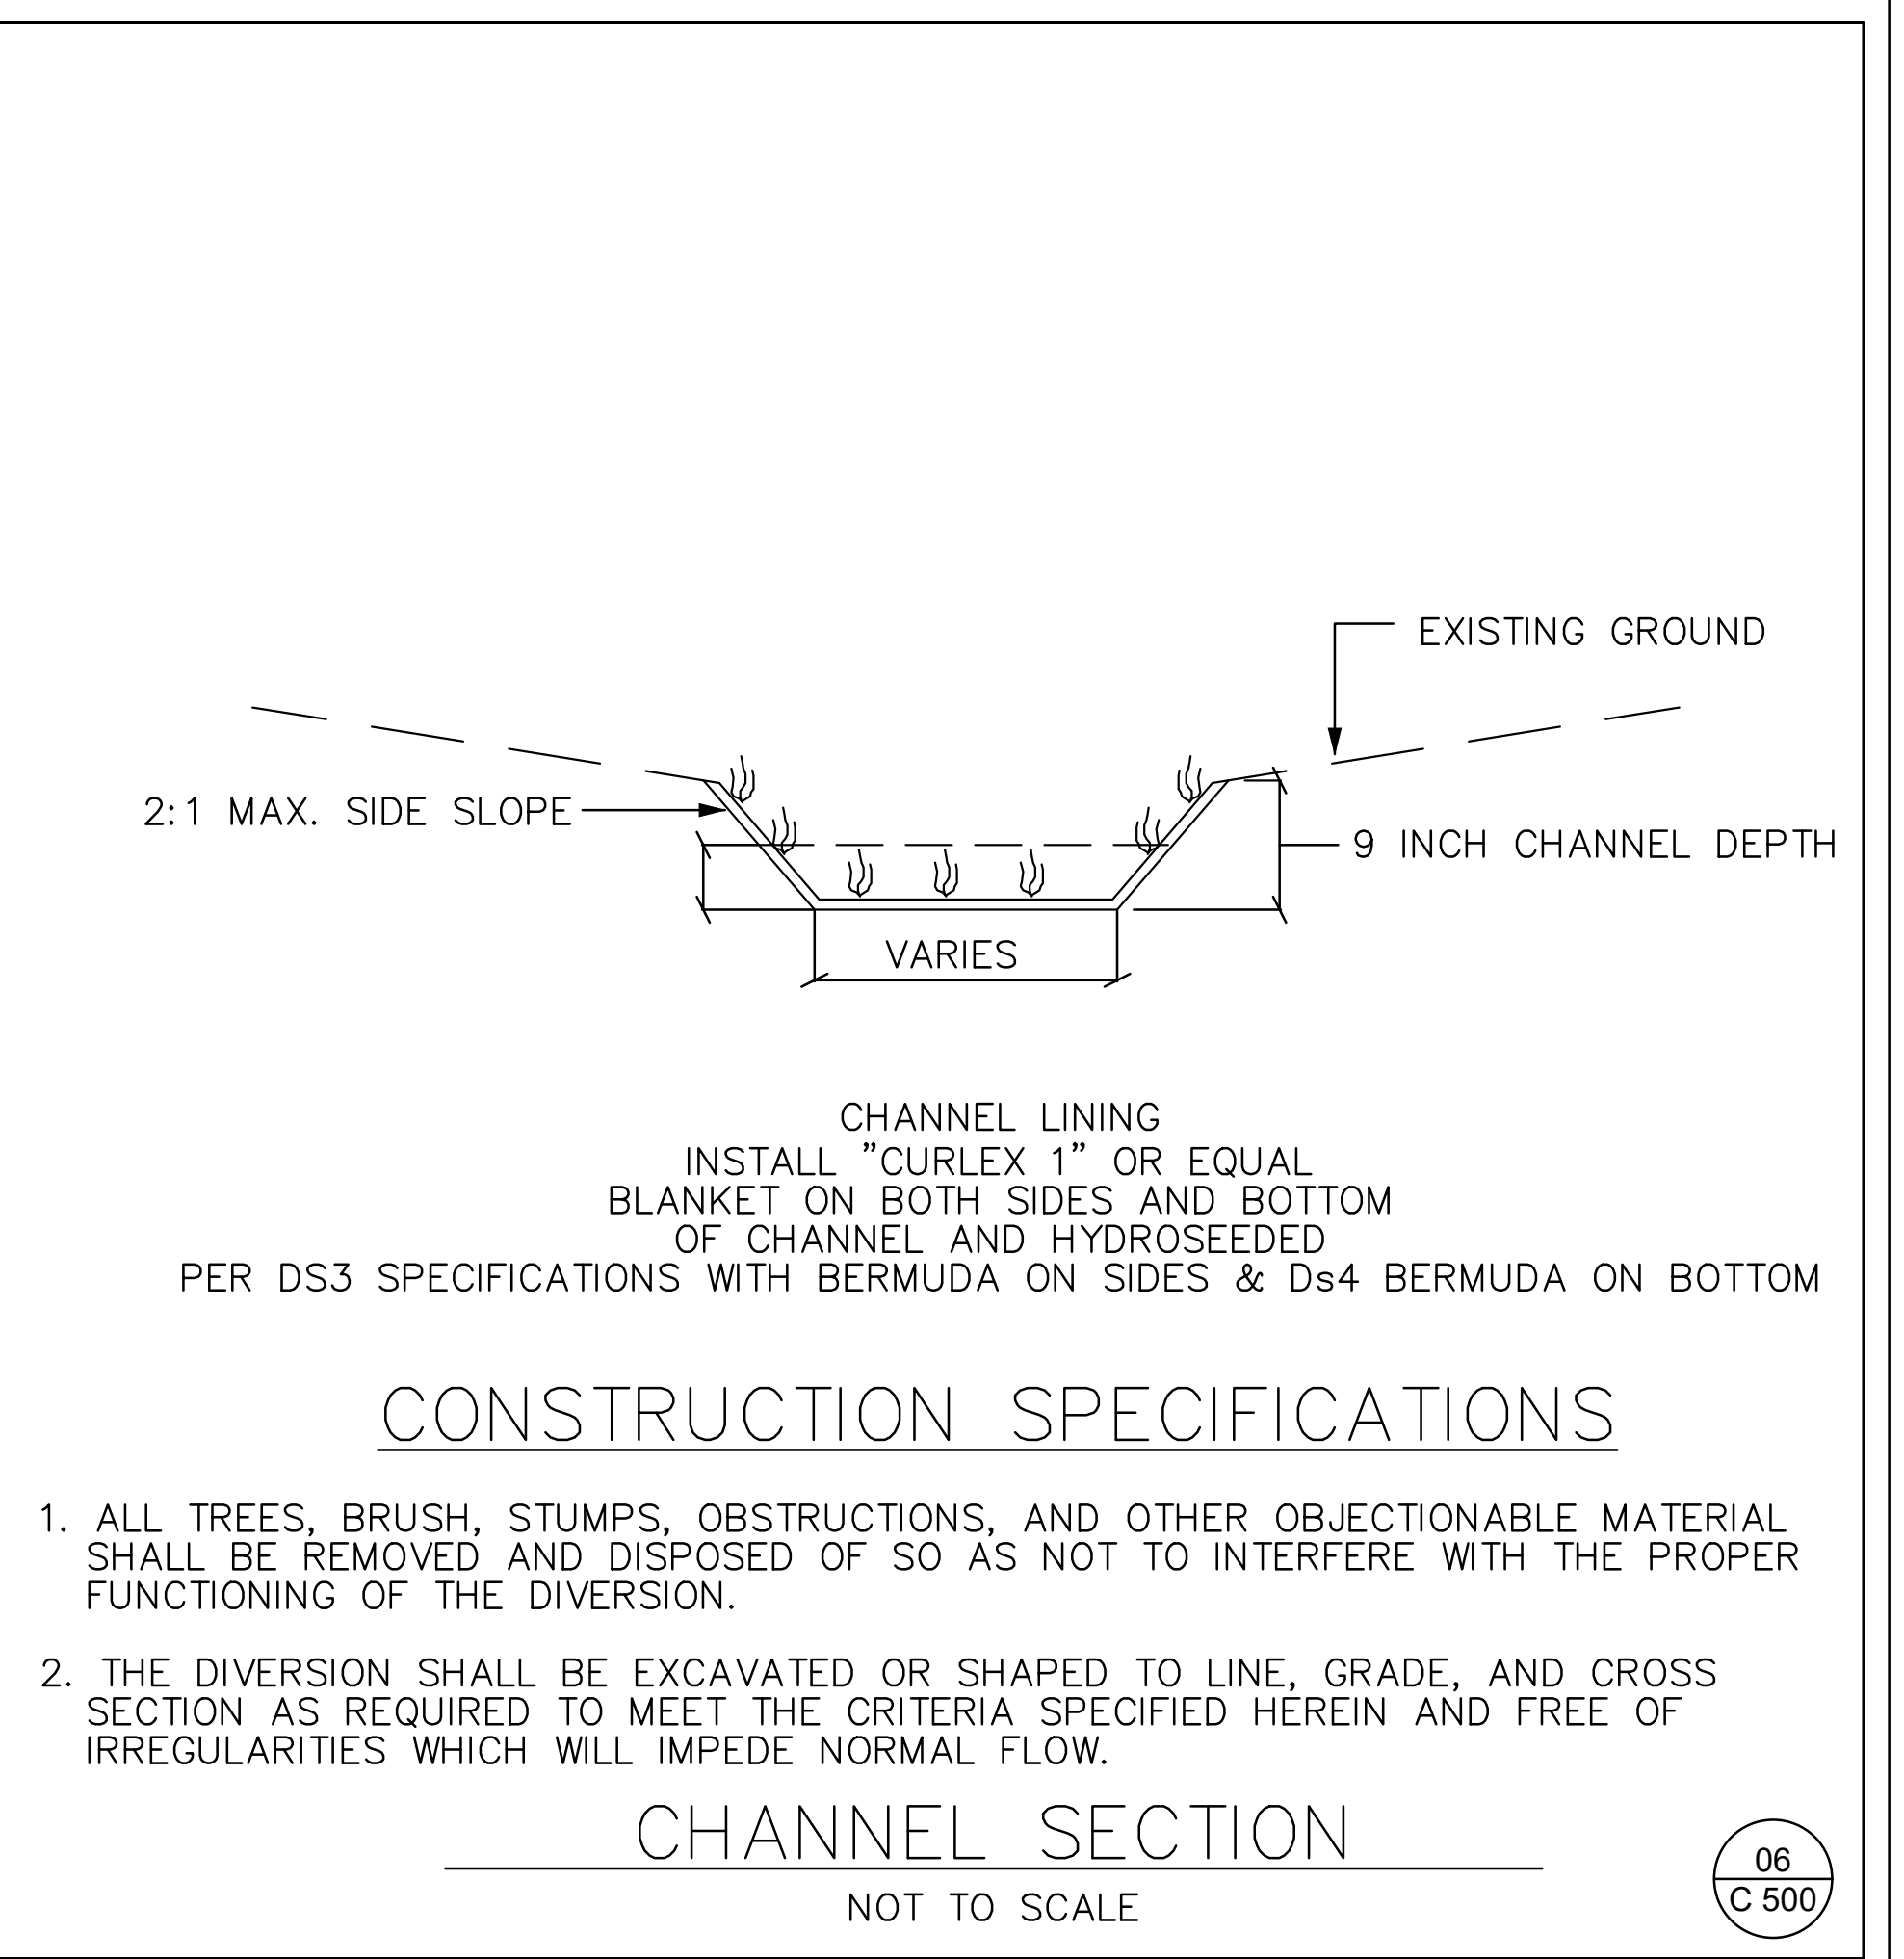 EXISTING GROUND
2:1 MAX. SIDE SLOPE
9 INCH CHANNEL DEPTH
VARIES
CHANNEL LINING
INSTALL "CURLEX 1" OR EQUAL
BLANKET ON BOTH SIDES AND BOTTOM
OF CHANNEL AND HYDROSEEDED
PER DS3 SPECIFICATIONS WITH BERMUDA ON SIDES & Ds4 BERMUDA ON BOTTOM
CONSTRUCTION SPECIFICATIONS
1. ALL TREES, BRUSH, STUMPS, OBSTRUCTIONS, AND OTHER OBJECTIONABLE MATERIAL
SHALL BE REMOVED AND DISPOSED OF SO AS NOT TO INTERFERE WITH THE PROPER
FUNCTIONING OF THE DIVERSION.
2. THE DIVERSION SHALL BE EXCAVATED OR SHAPED TO LINE, GRADE, AND CROSS
SECTION AS REQUIRED TO MEET THE CRITERIA SPECIFIED HEREIN AND FREE OF
IRREGULARITIES WHICH WILL IMPEDE NORMAL FLOW.
CHANNEL SECTION
NOT TO SCALE
06
C 500